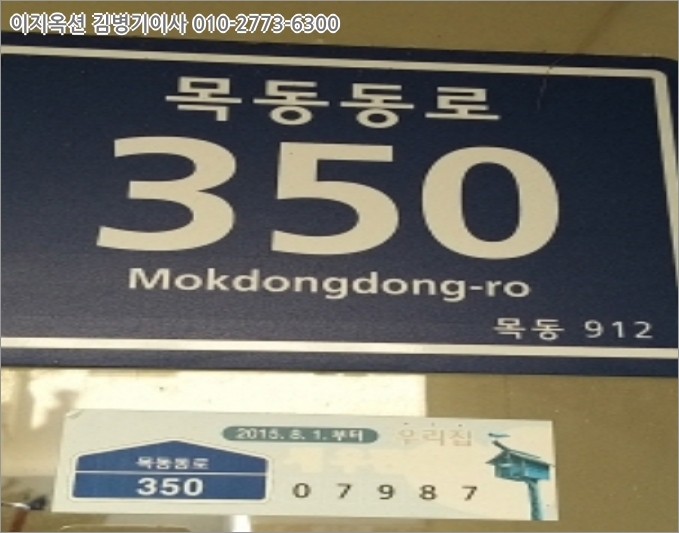 이지옥션 김병기이사 010-2773-6300
목동동로
350
Mokdongdong-ro
목동 912
2015. 8. 1. 부터 우리집
목동동로
350
07987